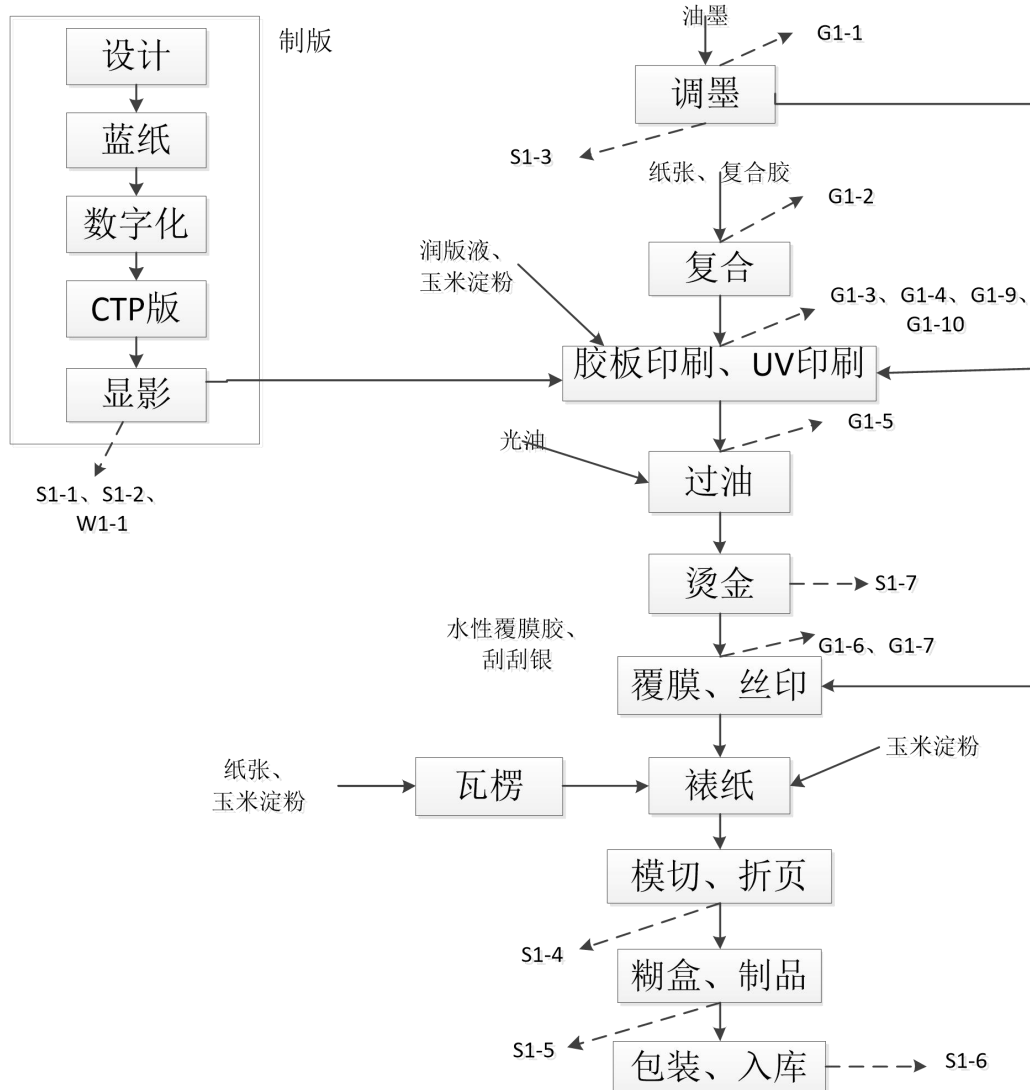 制版
设计
蓝纸
数字化
CTP版
显影
S1-1、S1-2、
W1-1
油墨
G1-1
调墨
S1-3
纸张、复合胶
G1-2
复合
润版液、
玉米淀粉
G1-3、G1-4、G1-9、
G1-10
胶板印刷、UV印刷
G1-5
光油
过油
烫金
S1-7
水性覆膜胶、
刮刮银
G1-6、G1-7
覆膜、丝印
玉米淀粉
纸张、
玉米淀粉
瓦楞
裱纸
模切、折页
S1-4
糊盒、制品
S1-5
包装、入库
S1-6